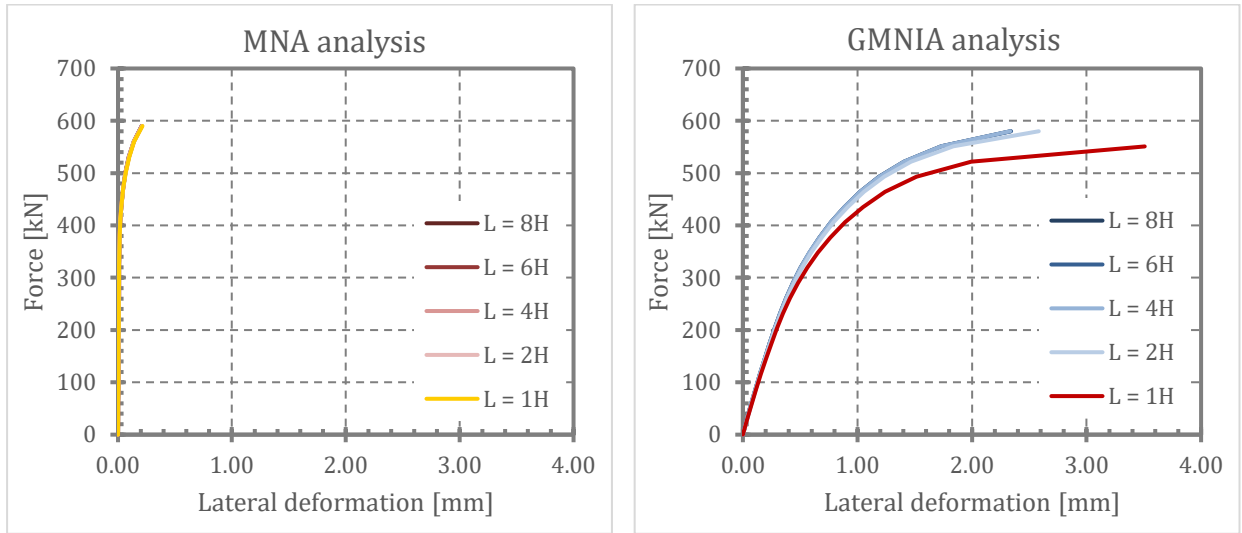 MNA analysis
700
600
500
400
300
200
100
0
Force [kN]
L = 8H
L = 6H
L = 4H
L = 2H
L = 1H
0.00 1.00 2.00 3.00 4.00
Lateral deformation [mm]
GMNIA analysis
700
600
500
400
300
200
100
0
Force [kN]
L = 8H
L = 6H
L = 4H
L = 2H
L = 1H
0.00 1.00 2.00 3.00 4.00
Lateral deformation [mm]